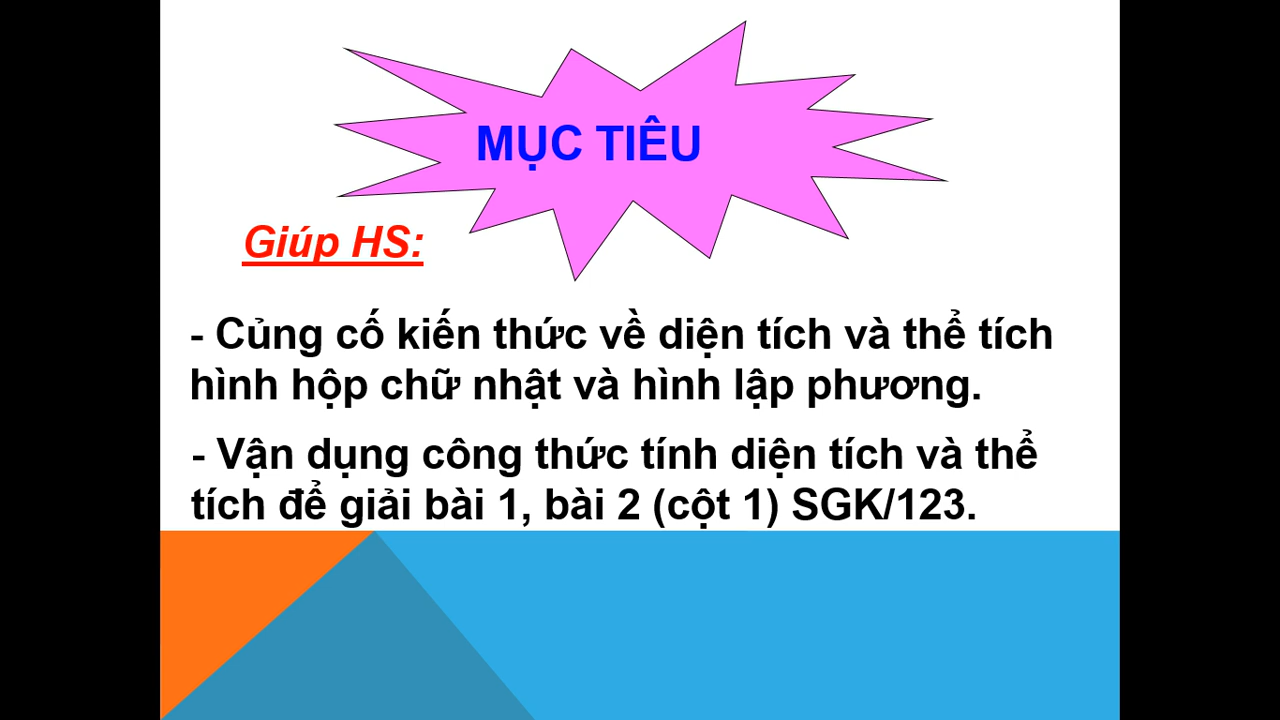 MỤC TIÊU
Giúp HS:
- Củng cố kiến thức về diện tích và thể tích
hình hộp chữ nhật và hình lập phương.
- Vận dụng công thức tính diện tích và thể
tích để giải bài 1, bài 2 (cột 1) SGK/123.